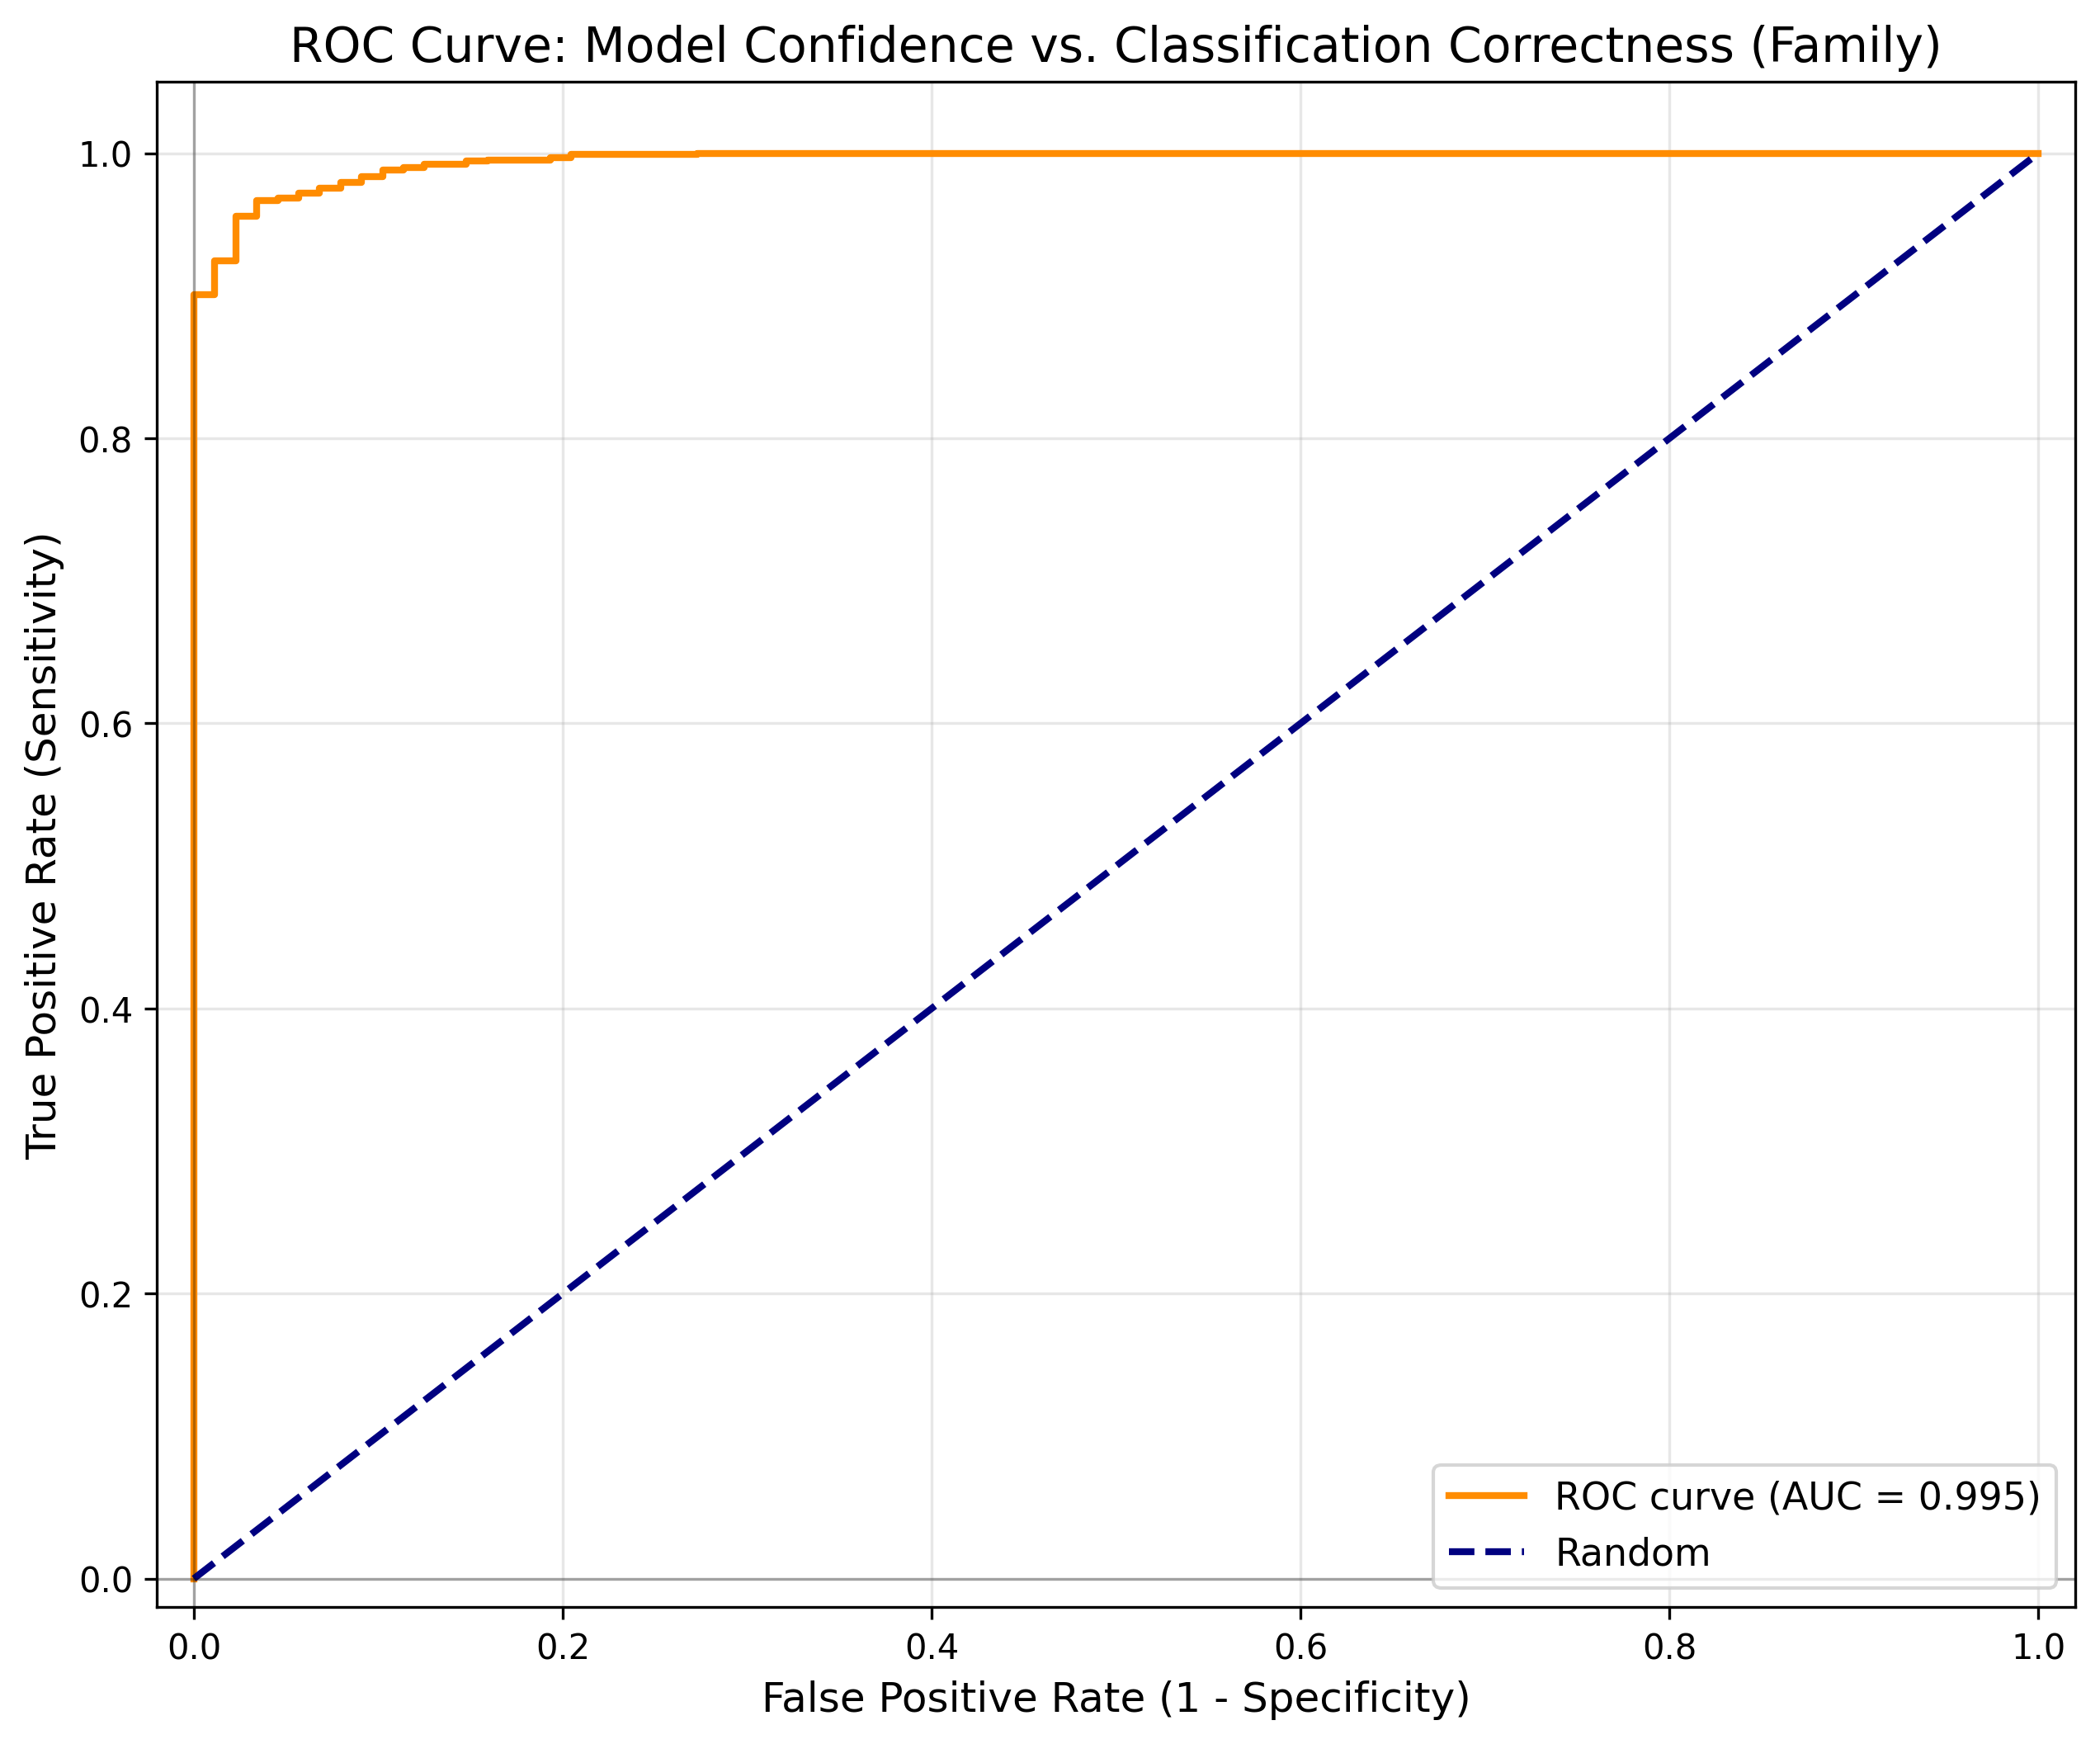 ROC Curve: Model Confidence vs. Classification Correctness (Family)
True Positive Rate (Sensitivity)
1.0
0.8
0.6
0.4
0.2
0.0
0.0 0.2 0.4 0.6 0.8 1.0
False Positive Rate (1 - Specificity)
ROC curve (AUC = 0.995)
Random